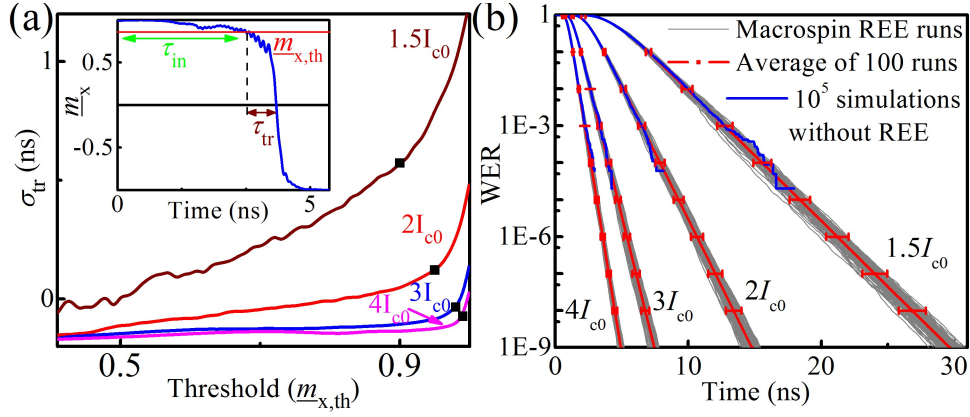 (a)
1.5I_c0
2I_c0
3I_c0
4I_c0
σ_tr (ns)
1
0
0.5
0.9
Threshold (m_x,th)
m_x
0.5
-0.5
τ_in
m_x,th
τ_tr
0
5
Time (ns)
(b)
Macrospin REE runs
Average of 100 runs
10^5 simulations
without REE
WER
1
1E-3
1E-6
1E-9
4I_c0
3I_c0
2I_c0
1.5I_c0
0
10
20
30
Time (ns)